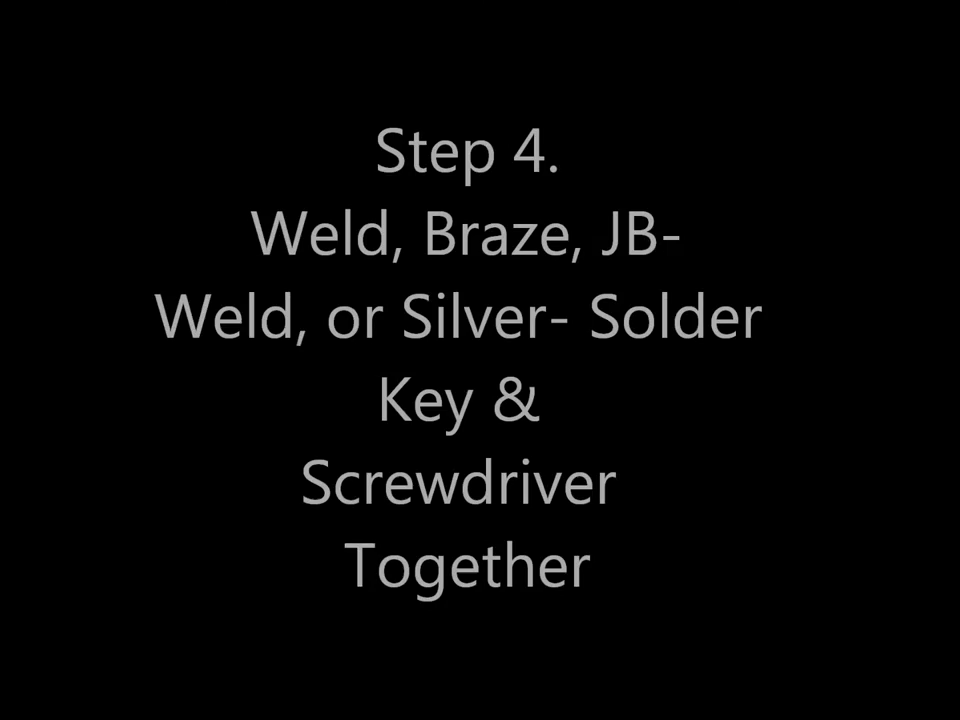 Step 4.
Weld, Braze, JB-
Weld, or Silver- Solder
Key &
Screwdriver
Together